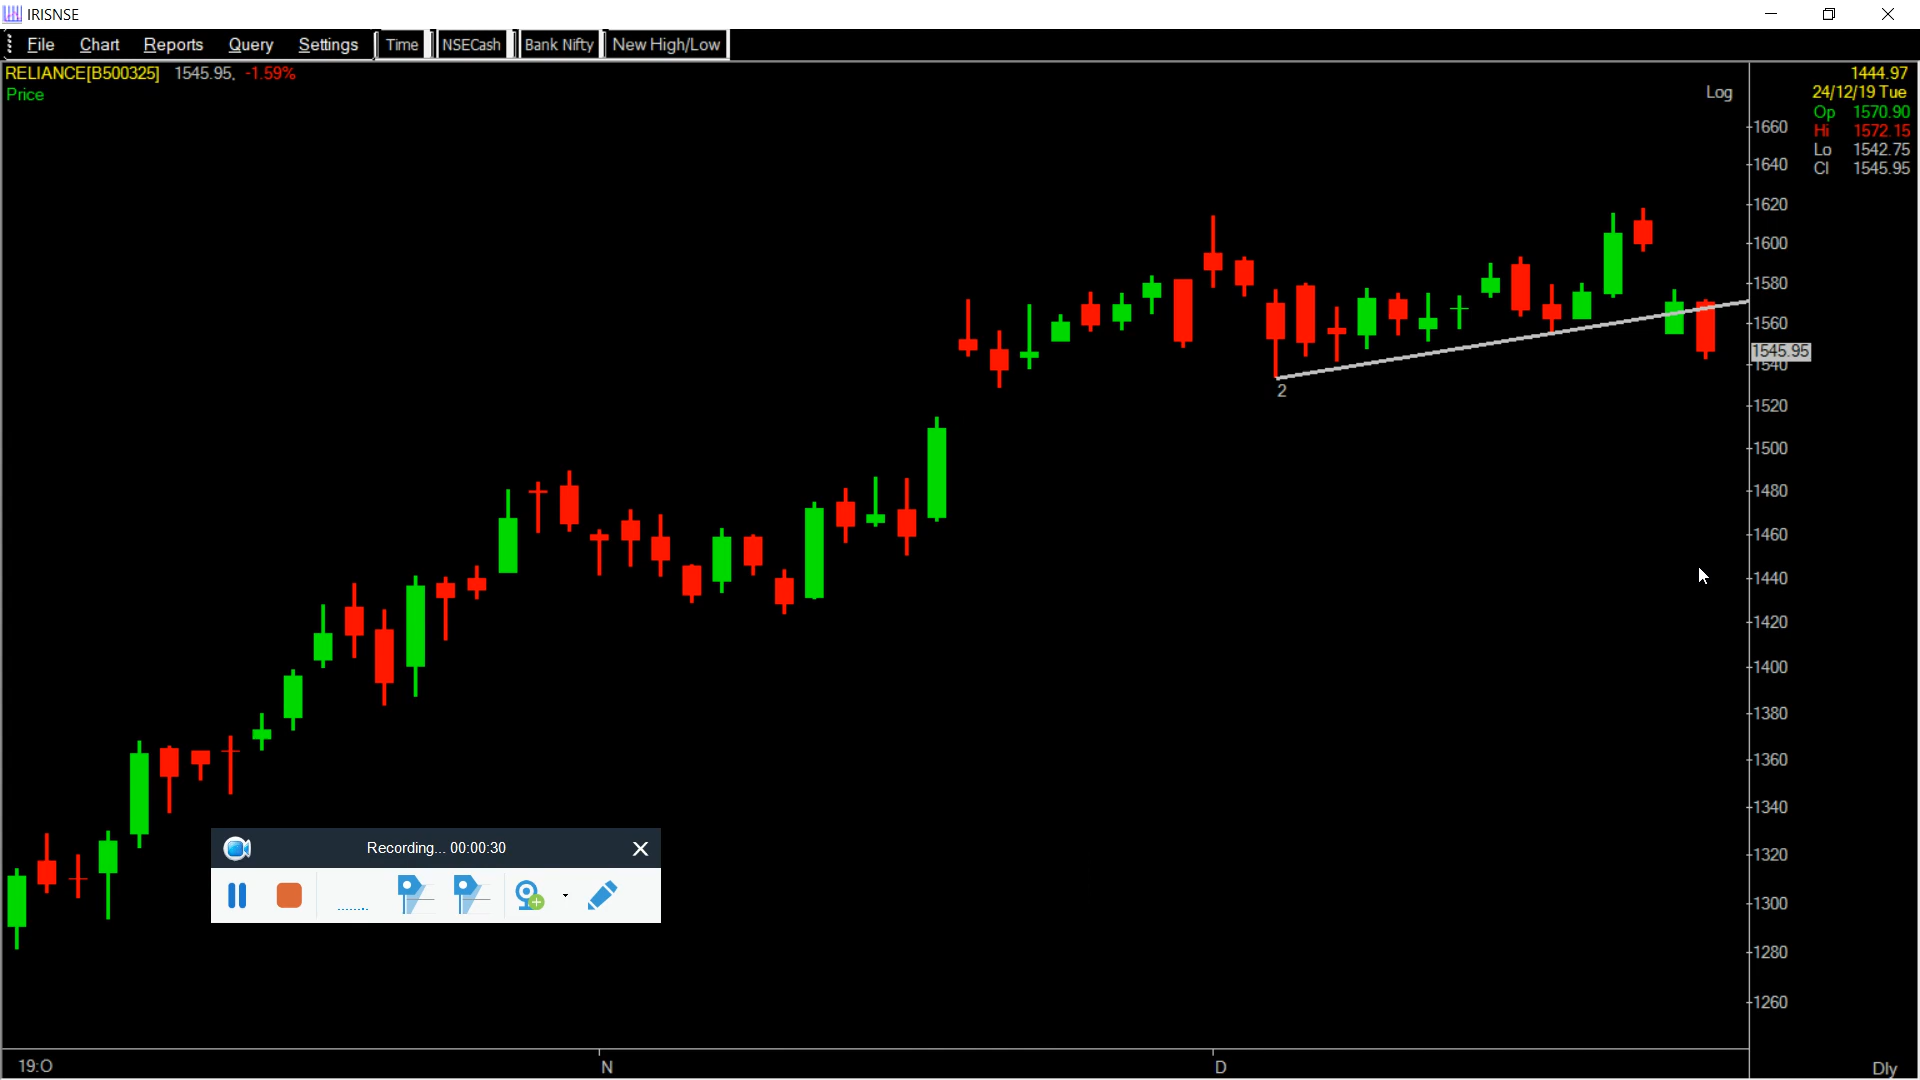 IRISNSE
File Chart Reports Query Settings Time NSECash Bank Nifty New High/Low
RELIANCE[B500325] 1545.95, -1.59%
Price
Log
1444.97
24/12/19 Tue
Op 1570.90
Hi 1572.15
Lo 1542.75
Cl 1545.95
1660
1640
1620
1600
1580
1560
1545.95
1540
1520
1500
1480
1460
1440
1420
1400
1380
1360
1340
1320
1300
1280
1260
2
Recording... 00:00:30
19:O N D Dly